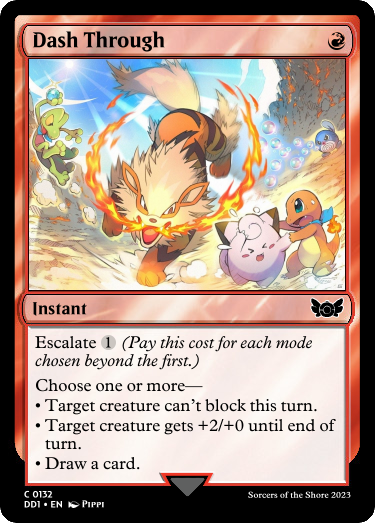 Dash Through
Instant
Escalate 1 (Pay this cost for each mode
chosen beyond the first.)
Choose one or more—
• Target creature can't block this turn.
• Target creature gets +2/+0 until end of
turn.
• Draw a card.
C 0132
DD1 • EN Pippi
Sorcers of the Shore 2023